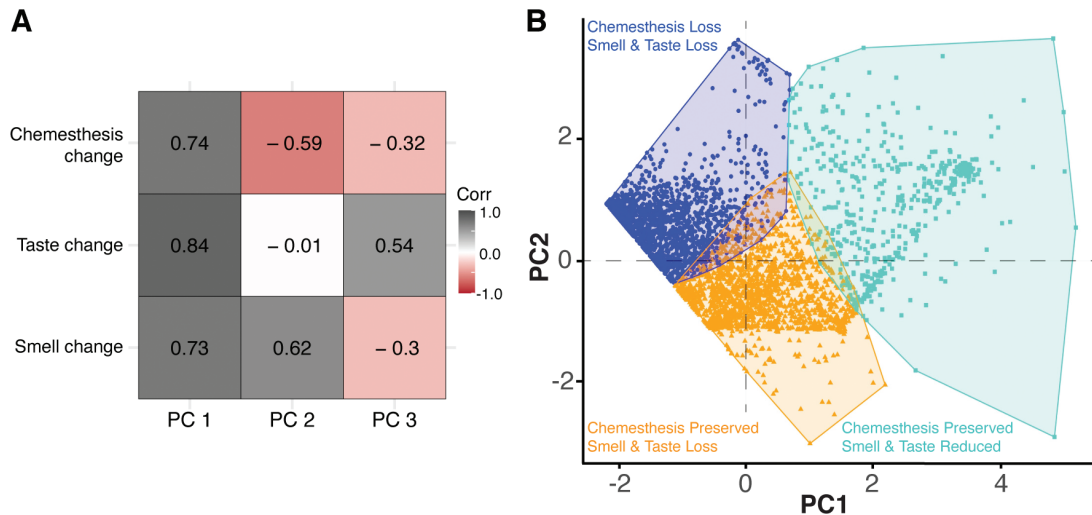 A
Chemesthesis
change
0.74
– 0.59
– 0.32
Taste change
0.84
– 0.01
0.54
Smell change
0.73
0.62
– 0.3
PC 1
PC 2
PC 3
Corr
1.0
0.0
-1.0
B
Chemesthesis Loss
Smell & Taste Loss
Chemesthesis Preserved
Smell & Taste Loss
Chemesthesis Preserved
Smell & Taste Reduced
PC2
2
0
-2
-2
0
2
4
PC1